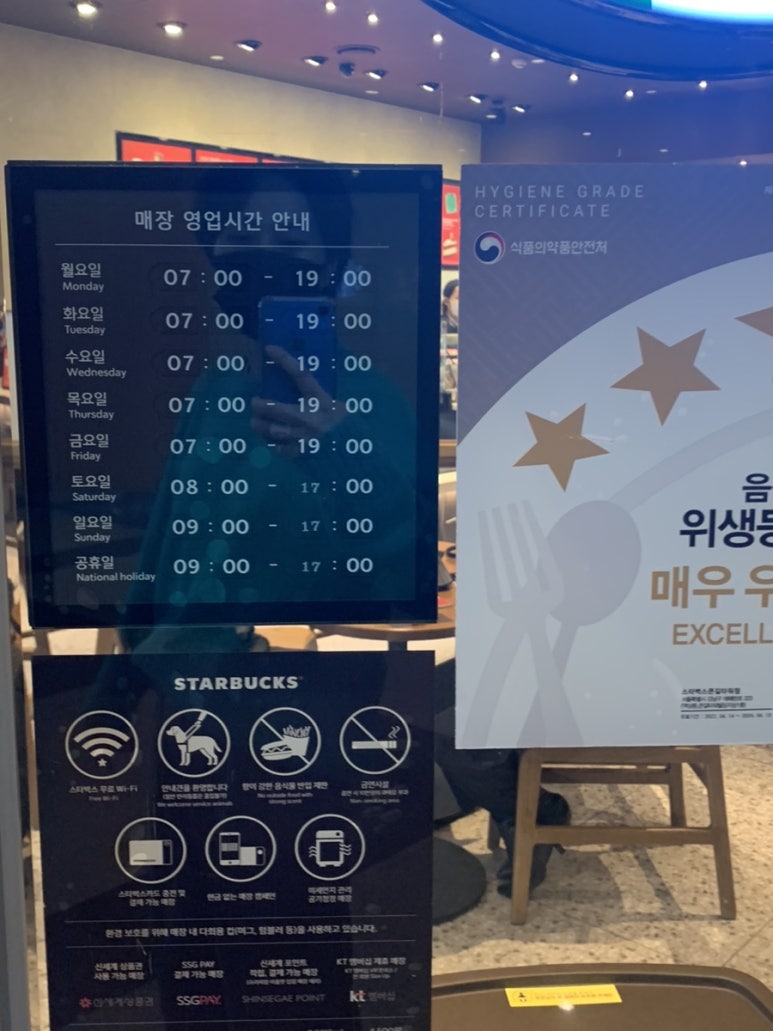 매장 영업시간 안내
월요일 07 : 00 - 19 : 00
Monday
화요일 07 : 00 - 19 : 00
Tuesday
수요일 07 : 00 - 19 : 00
Wednesday
목요일 07 : 00 - 19 : 00
Thursday
금요일 07 : 00 - 19 : 00
Friday
토요일 08 : 00 - 17 : 00
Saturday
일요일 09 : 00 - 17 : 00
Sunday
공휴일 09 : 00 - 17 : 00
National holiday
HYGIENE GRADE
CERTIFICATE
식품의약품안전처
음
위생등
매우 우
EXCELL
STARBUCKS
스타벅스 무료 Wi-Fi
Free Wi-Fi
안내견을 환영합니다
We welcome service animals
향이 강한 음식물 반입 제한
No outside food with
strong scent
금연시설
Non-smoking area
스타벅스카드 충전 및
결제 가능 매장
현금 없는 매장 캠페인
미세먼지 관리
공기청정 매장
환경 보호를 위해 매장 내 다회용 컵(머그, 텀블러 등)을 사용하고 있습니다.
신세계 상품권
사용 가능 매장
SSG PAY
결제 가능 매장
신세계 포인트
적립, 결제 가능 매장
KT 멤버십 제휴 매장
신세계상품권
SSGPAY.
SHINSEGAE POINT
kt 멤버십